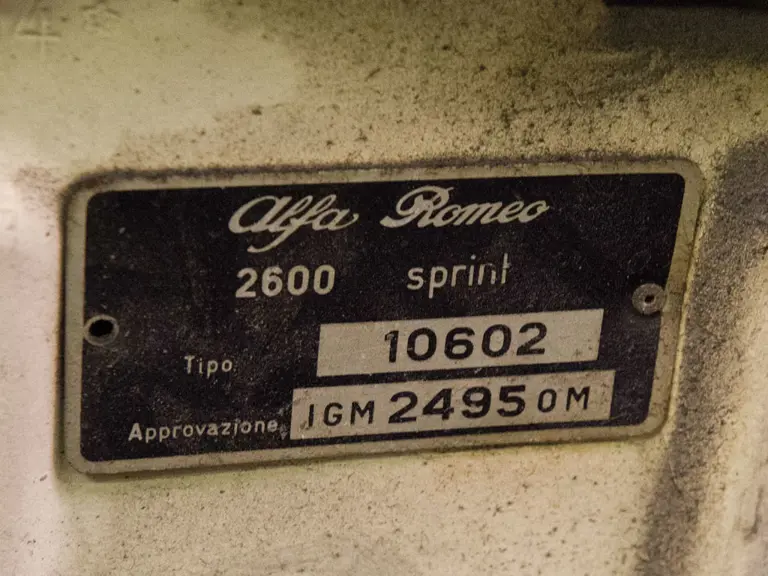 Alfa Romeo
2600 sprint
Tipo 10602
Approvazione IGM 2495 OM